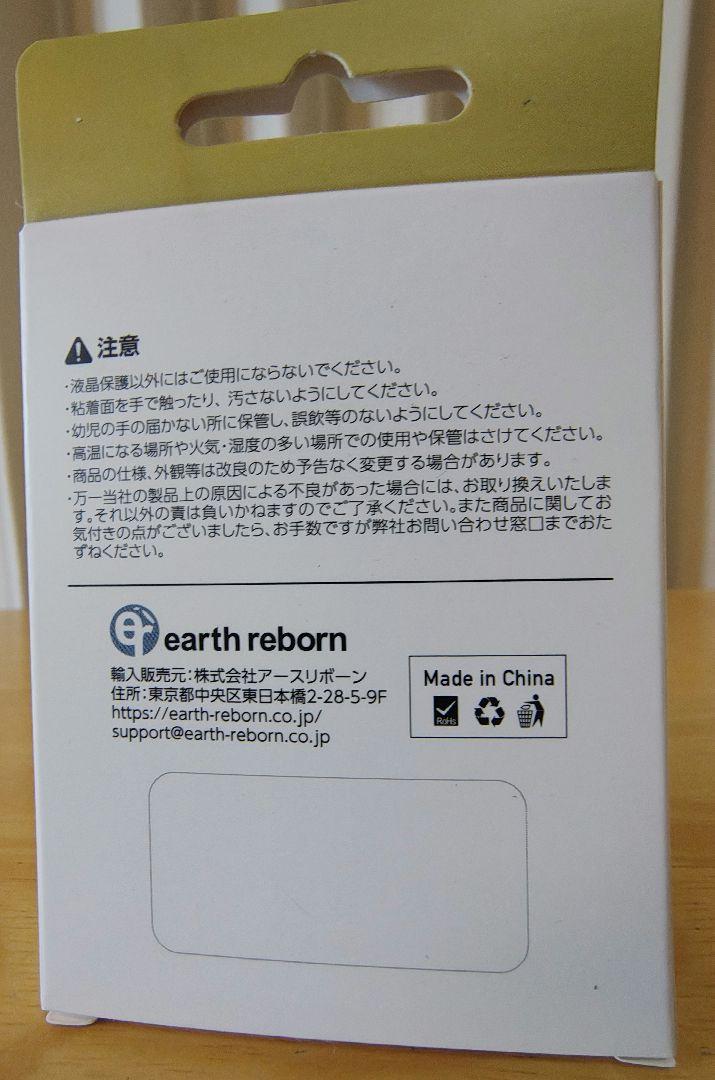 注意
・液晶保護以外にはご使用にならないでください。
・粘着面を手で触ったり、汚さないようにしてください。
・幼児の手の届かない所に保管し、誤飲等のないようにしてください。
・高温になる場所や火気・湿度の多い場所での使用や保管はさけてください。
・商品の仕様、外観等は改良のため予告なく変更する場合があります。
・万一当社の製品上の原因による不良があった場合には、お取り換えいたしま
す。それ以外の責は負いかねますのでご了承ください。また商品に関してお
気付きの点がございましたら、お手数ですが弊社お問い合わせ窓口までおた
ずねください。
er earth reborn
輸入販売元：株式会社アースリボーン
住所：東京都中央区東日本橋2-28-5-9F
https://earth-reborn.co.jp/
support@earth-reborn.co.jp
Made in China
RoHs